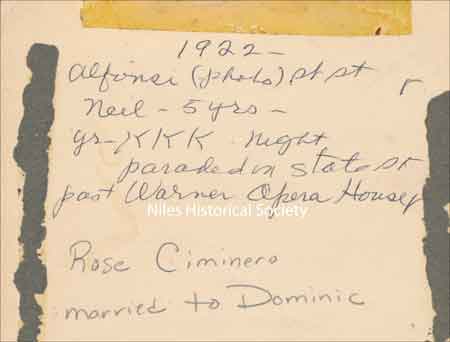 1922-
Alfonsi (photo) St St
Neil - 5 yrs -
yr - KKK night
paraded in State St
past Warner Opera House
Niles Historical Society
Rose Ciminero
married to Dominic